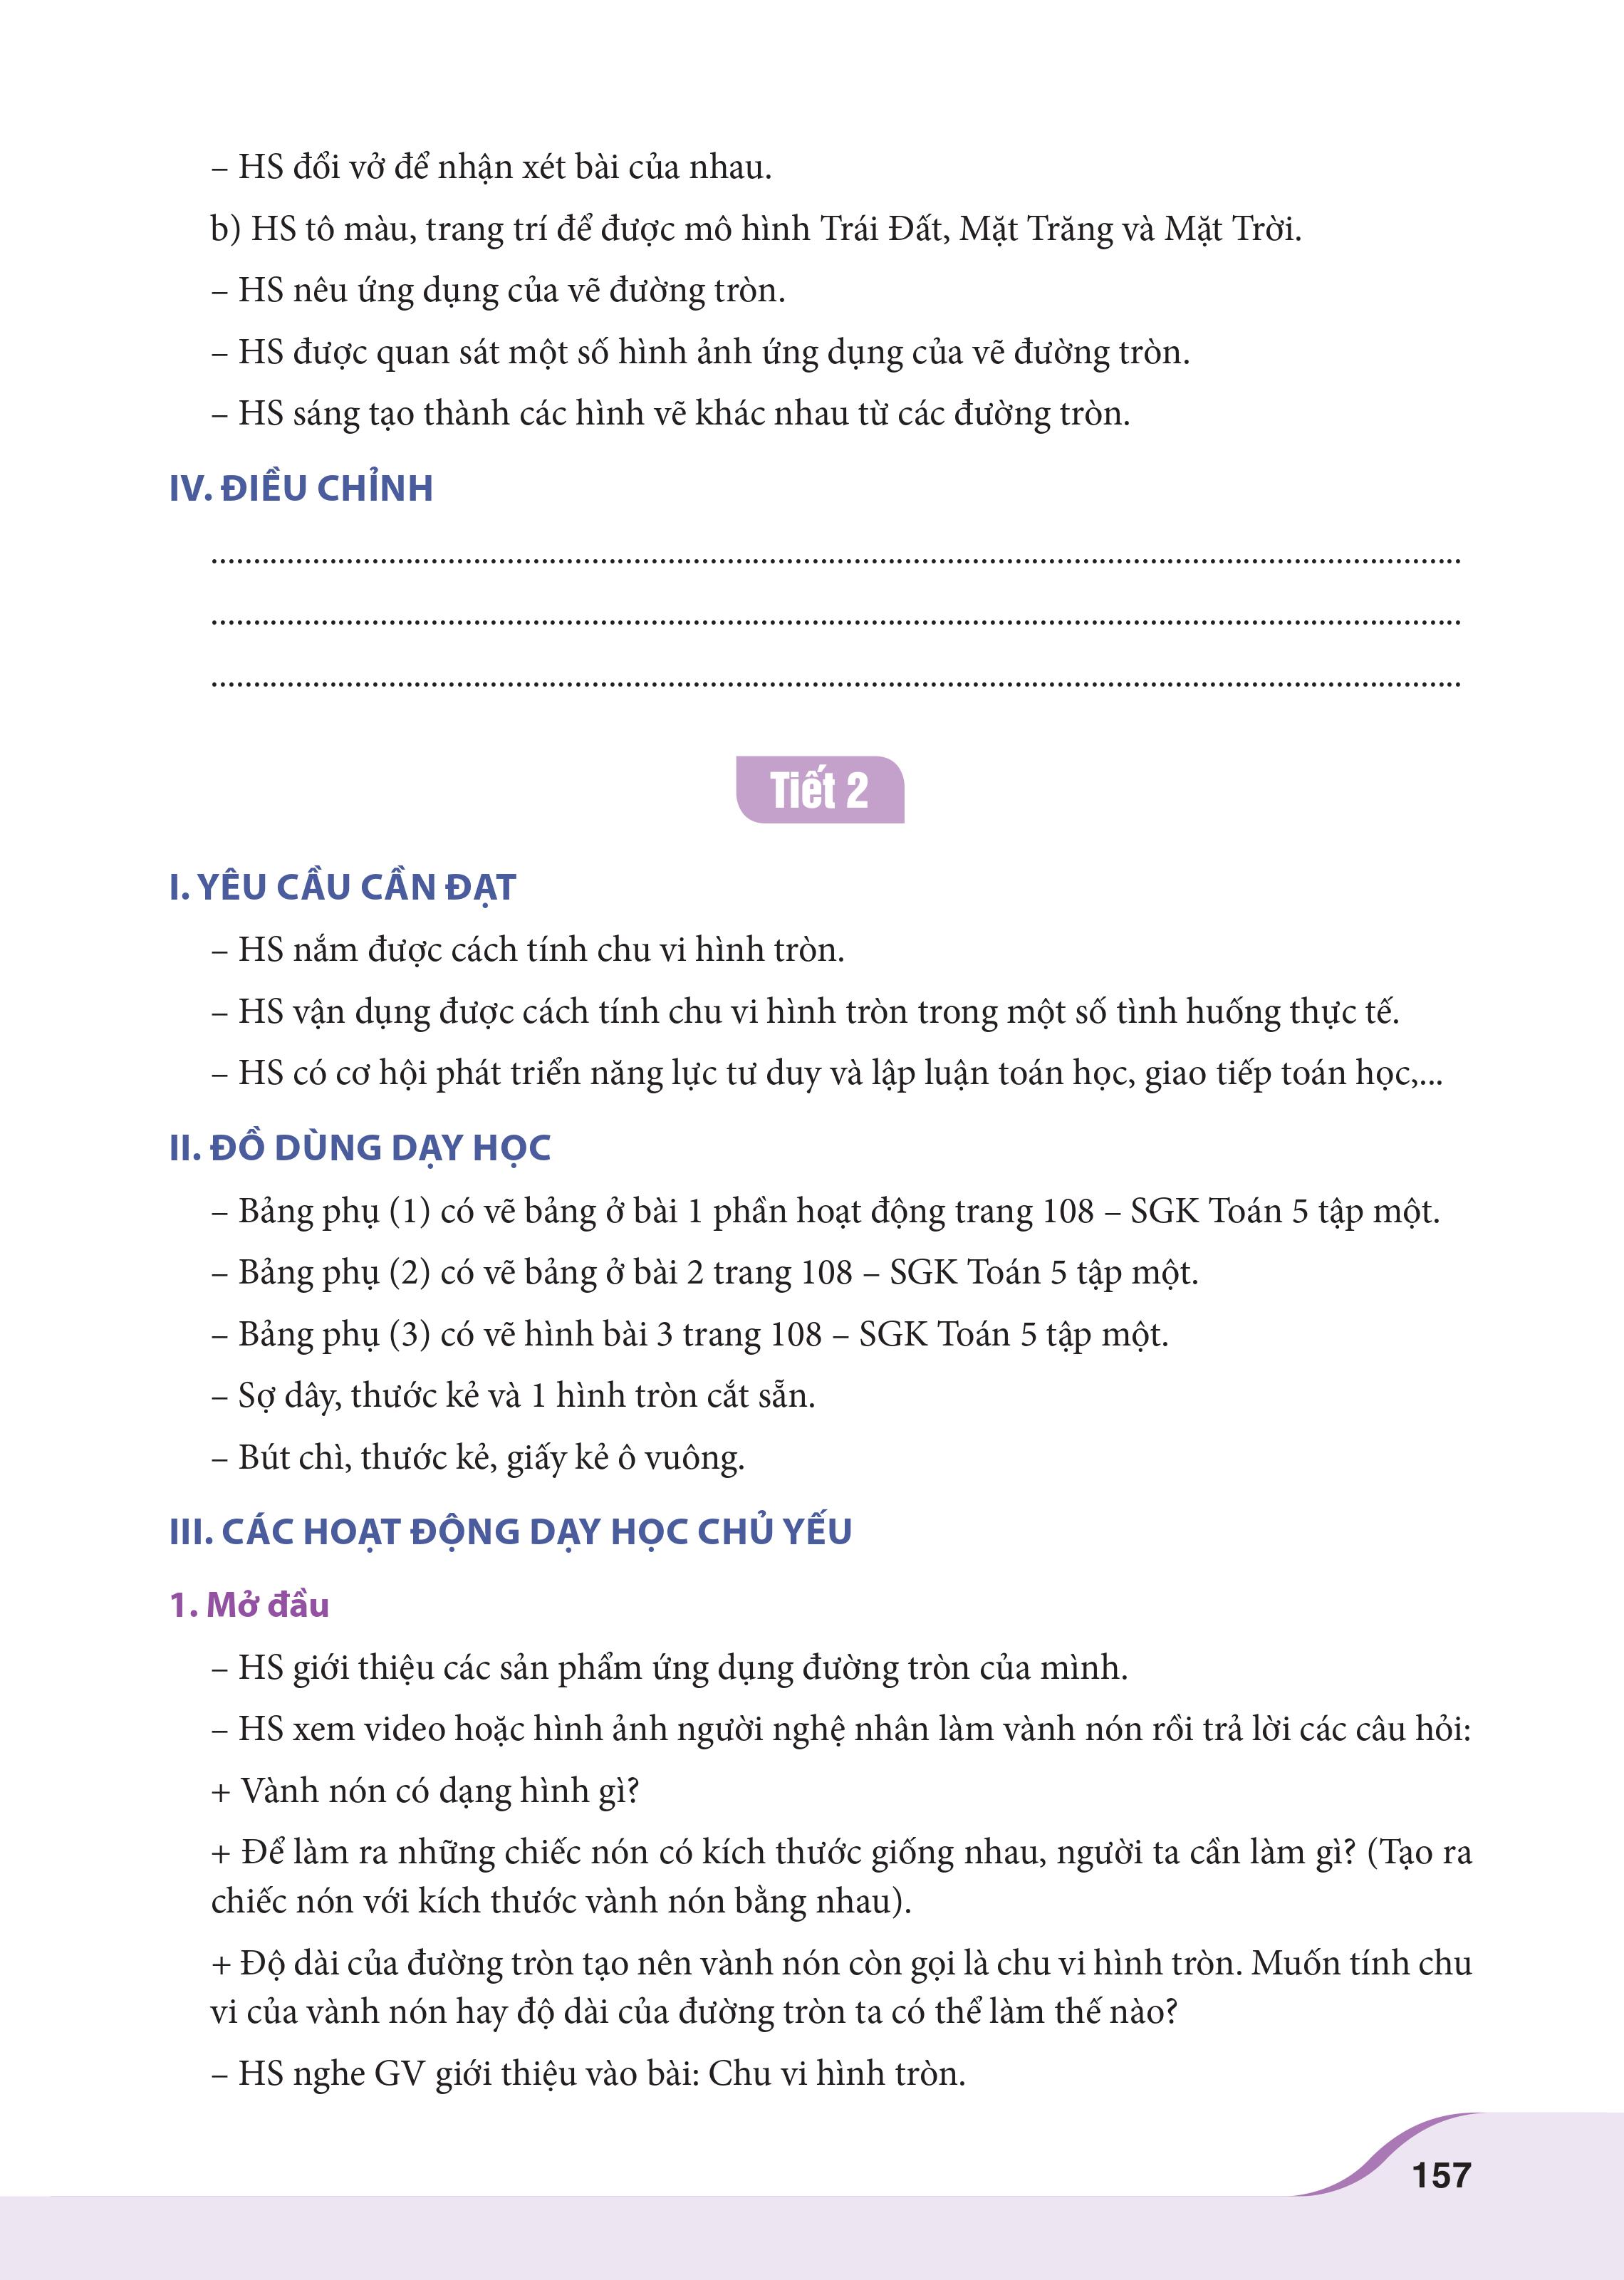 – HS đổi vở để nhận xét bài của nhau.
b) HS tô màu, trang trí để được mô hình Trái Đất, Mặt Trăng và Mặt Trời.
– HS nêu ứng dụng của vẽ đường tròn.
– HS được quan sát một số hình ảnh ứng dụng của vẽ đường tròn.
– HS sáng tạo thành các hình vẽ khác nhau từ các đường tròn.
IV. ĐIỀU CHỈNH
....................................................................................................................................................
....................................................................................................................................................
....................................................................................................................................................
Tiết 2
I. YÊU CẦU CẦN ĐẠT
– HS nắm được cách tính chu vi hình tròn.
– HS vận dụng được cách tính chu vi hình tròn trong một số tình huống thực tế.
– HS có cơ hội phát triển năng lực tư duy và lập luận toán học, giao tiếp toán học,...
II. ĐỒ DÙNG DẠY HỌC
– Bảng phụ (1) có vẽ bảng ở bài 1 phần hoạt động trang 108 – SGK Toán 5 tập một.
– Bảng phụ (2) có vẽ bảng ở bài 2 trang 108 – SGK Toán 5 tập một.
– Bảng phụ (3) có vẽ hình bài 3 trang 108 – SGK Toán 5 tập một.
– Sợ dây, thước kẻ và 1 hình tròn cắt sẵn.
– Bút chì, thước kẻ, giấy kẻ ô vuông.
III. CÁC HOẠT ĐỘNG DẠY HỌC CHỦ YẾU
1. Mở đầu
– HS giới thiệu các sản phẩm ứng dụng đường tròn của mình.
– HS xem video hoặc hình ảnh người nghệ nhân làm vành nón rồi trả lời các câu hỏi:
+ Vành nón có dạng hình gì?
+ Để làm ra những chiếc nón có kích thước giống nhau, người ta cần làm gì? (Tạo ra
chiếc nón với kích thước vành nón bằng nhau).
+ Độ dài của đường tròn tạo nên vành nón còn gọi là chu vi hình tròn. Muốn tính chu
vi của vành nón hay độ dài của đường tròn ta có thể làm thế nào?
– HS nghe GV giới thiệu vào bài: Chu vi hình tròn.
157